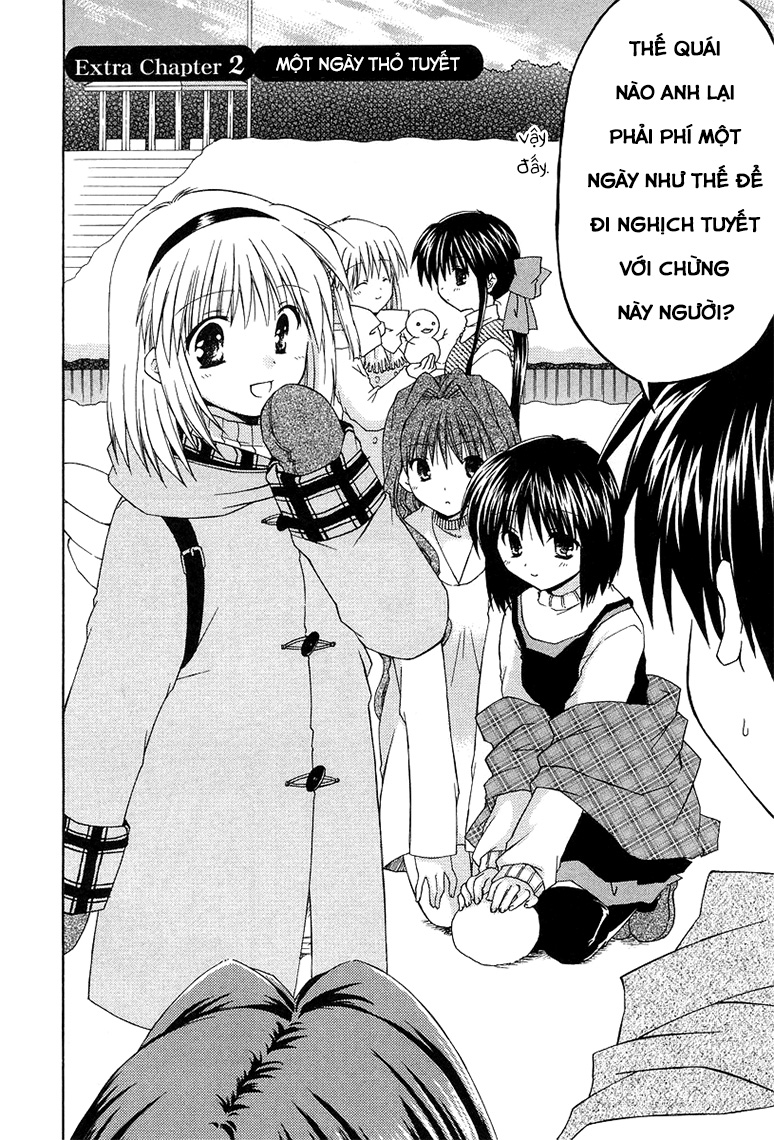 Extra Chapter 2 MỘT NGÀY THỎ TUYẾT
THẾ QUÁI
NÀO ANH LẠI
PHẢI PHÍ MỘT
NGÀY NHƯ THẾ ĐỂ
ĐI NGHỊCH TUYẾT
VỚI CHỪNG
NÀY NGƯỜI?
vậy
đấy.